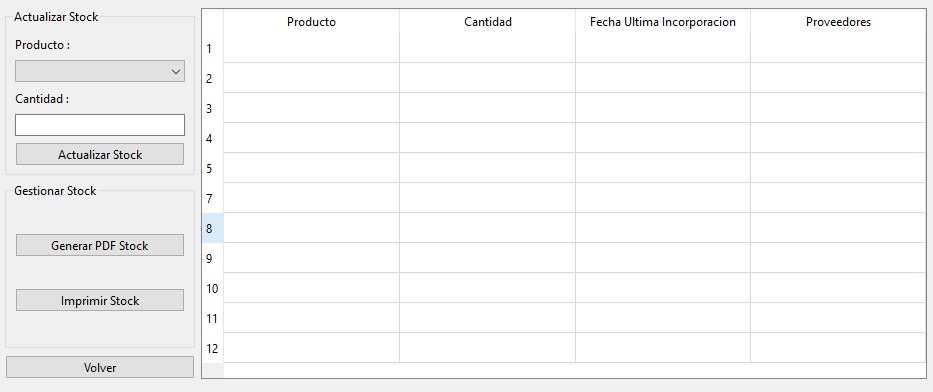 Actualizar Stock
Producto :
Cantidad :
Actualizar Stock
Gestionar Stock
Generar PDF Stock
Imprimir Stock
Volver
Producto Cantidad Fecha Ultima Incorporacion Proveedores
1
2
3
4
5
7
8
9
10
11
12